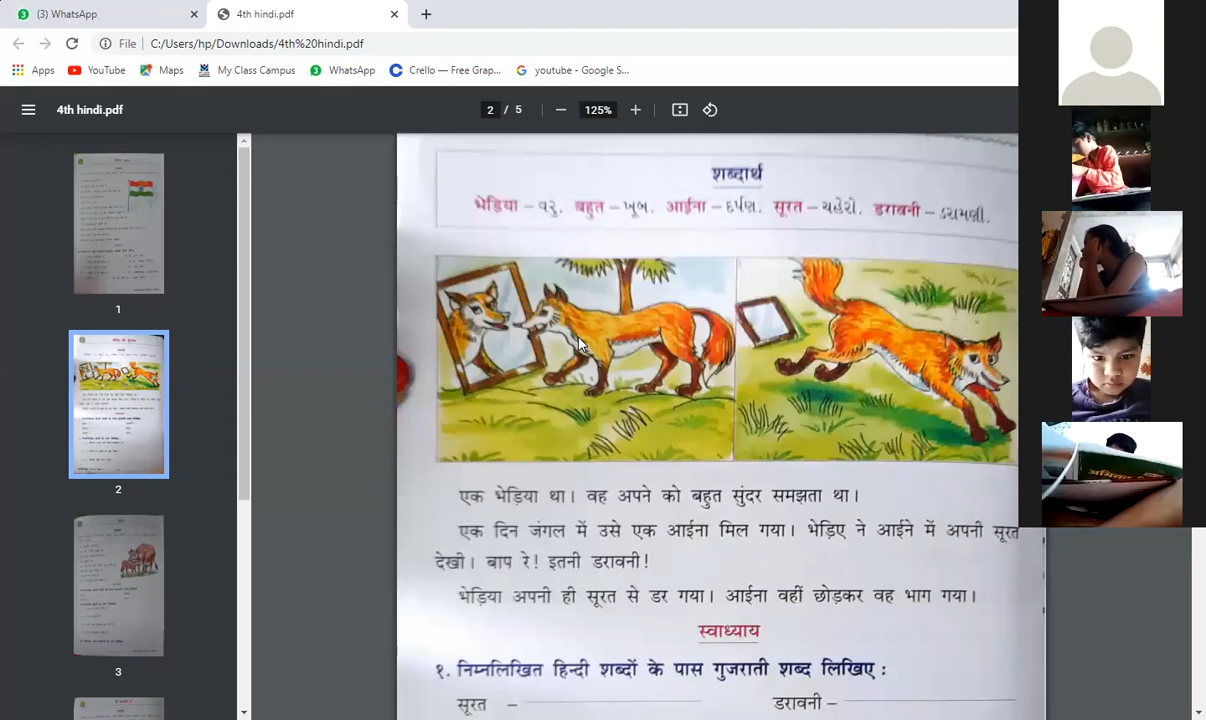 (3) WhatsApp
4th hindi.pdf
File C:/Users/hp/Downloads/4th%20hindi.pdf
Apps YouTube Maps My Class Campus WhatsApp Crello — Free Grap... youtube - Google S...
4th hindi.pdf 2 / 5 125%
शब्दार्थ
भेडिया – વરુ. बहुत – ખૂબ. आईना – દર્પણ. सूरत – ચહેરો. डरावनी – ડરામણી.
एक भेड़िया था। वह अपने को बहुत सुंदर समझता था।
एक दिन जंगल में उसे एक आईना मिल गया। भेड़िए ने आईने में अपनी सूरत
देखी। बाप रे! इतनी डरावनी!
भेड़िया अपनी ही सूरत से डर गया। आईना वहीं छोड़कर वह भाग गया।
स्वाध्याय
१. निम्नलिखित हिन्दी शब्दों के पास गुजराती शब्द लिखिए :
सूरत – डरावनी –
1
2
3